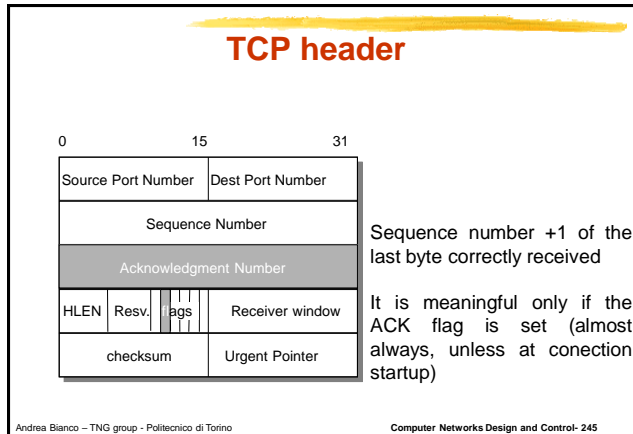 TCP header
0 15 31
Source Port Number Dest Port Number
Sequence Number
Acknowledgment Number
HLEN Resv. flags Receiver window
checksum Urgent Pointer
Sequence number +1 of the
last byte correctly received
It is meaningful only if the
ACK flag is set (almost
always, unless at conection
startup)
Andrea Bianco – TNG group - Politecnico di Torino Computer Networks Design and Control- 245